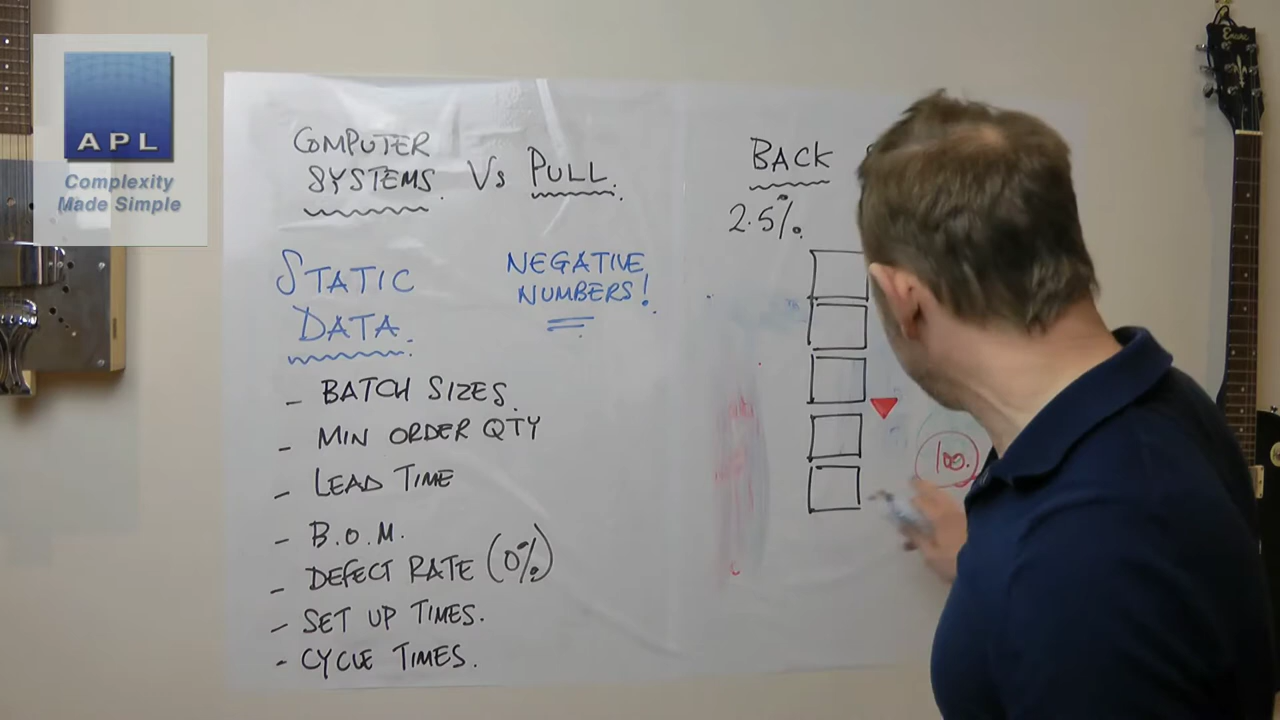 APL
Complexity
Made Simple
COMPUTER
SYSTEMS. Vs PULL.
STATIC
DATA.
NEGATIVE
NUMBERS!
- BATCH SIZES.
- MIN ORDER QTY
- LEAD TIME
- B.O.M.
- DEFECT RATE (0%)
- SET UP TIMES.
- CYCLE TIMES.
BACK
2.5%.
100.